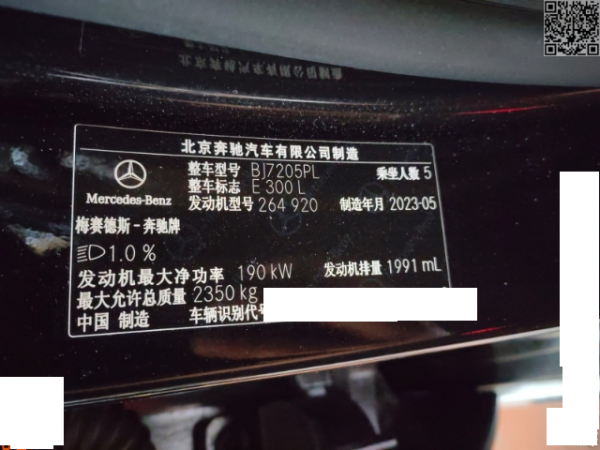 北京奔驰汽车有限公司制造
整车型号 BJ7205PL 乘坐人数 5
整车标志 E 300 L
发动机型号 264 920 制造年月 2023-05
Mercedes-Benz
梅赛德斯-奔驰牌
1.0 %
发动机最大净功率 190 kW 发动机排量 1991 mL
最大允许总质量 2350 kg
中国 制造 车辆识别代号